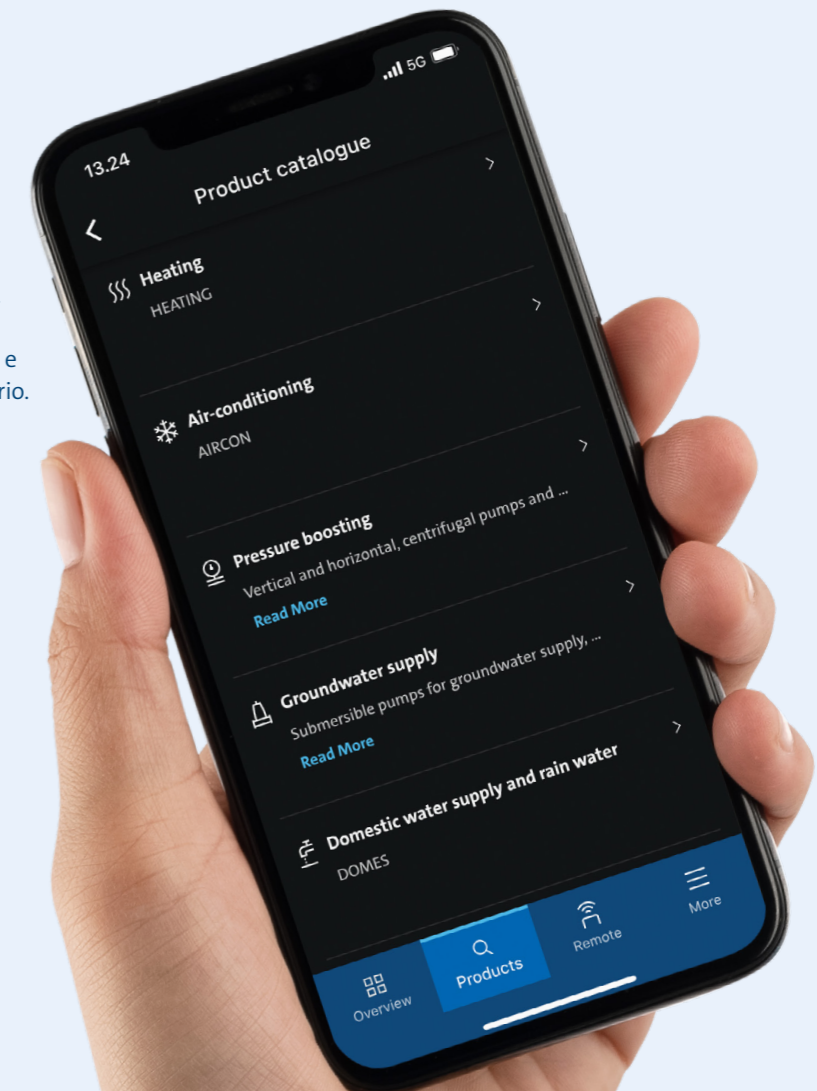 e
rio.
13.24
5G
Product catalogue
Heating
HEATING
Air-conditioning
AIRCON
Pressure boosting
Vertical and horizontal, centrifugal pumps and ...
Read More
Groundwater supply
Submersible pumps for groundwater supply, ...
Read More
Domestic water supply and rain water
DOMES
Overview
Products
Remote
More